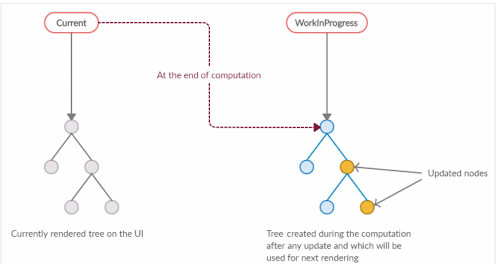 Current
WorkInProgress
At the end of computation
Updated nodes
Currently rendered tree on the UI
Tree created during the computation
after any update and which will be
used for next rendering